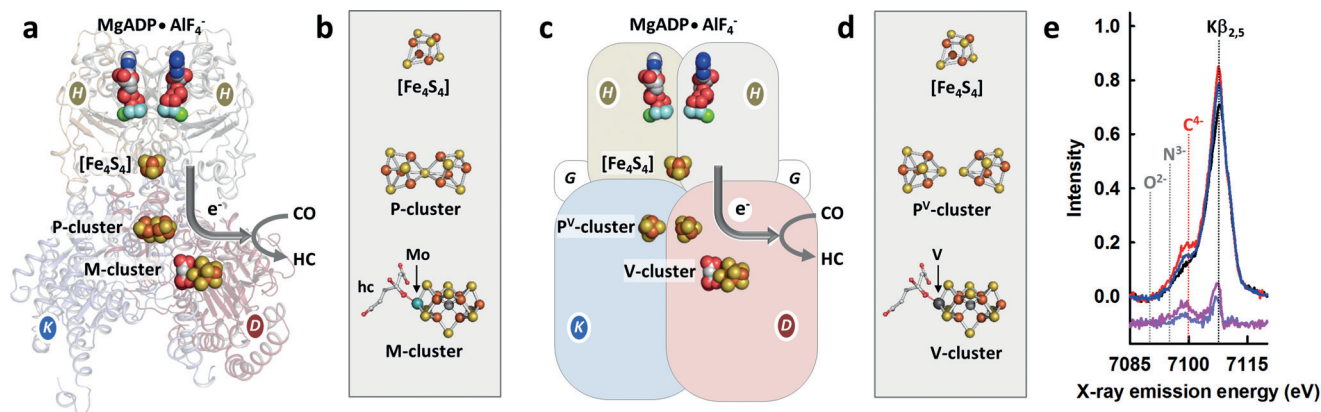 a
MgADP• AlF₄⁻
H
H
[Fe₄S₄]
P-cluster
M-cluster
e⁻
CO
HC
K
D
b
[Fe₄S₄]
P-cluster
Mo
hc
M-cluster
c
MgADP• AlF₄⁻
H
H
[Fe₄S₄]
G
G
Pⱽ-cluster
V-cluster
e⁻
CO
HC
K
D
d
[Fe₄S₄]
Pⱽ-cluster
V
V-cluster
e
Kβ₂,₅
C⁴⁻
N³⁻
O²⁻
Intensity
1.0
0.8
0.6
0.4
0.2
0.0
7085
7100
7115
X-ray emission energy (eV)